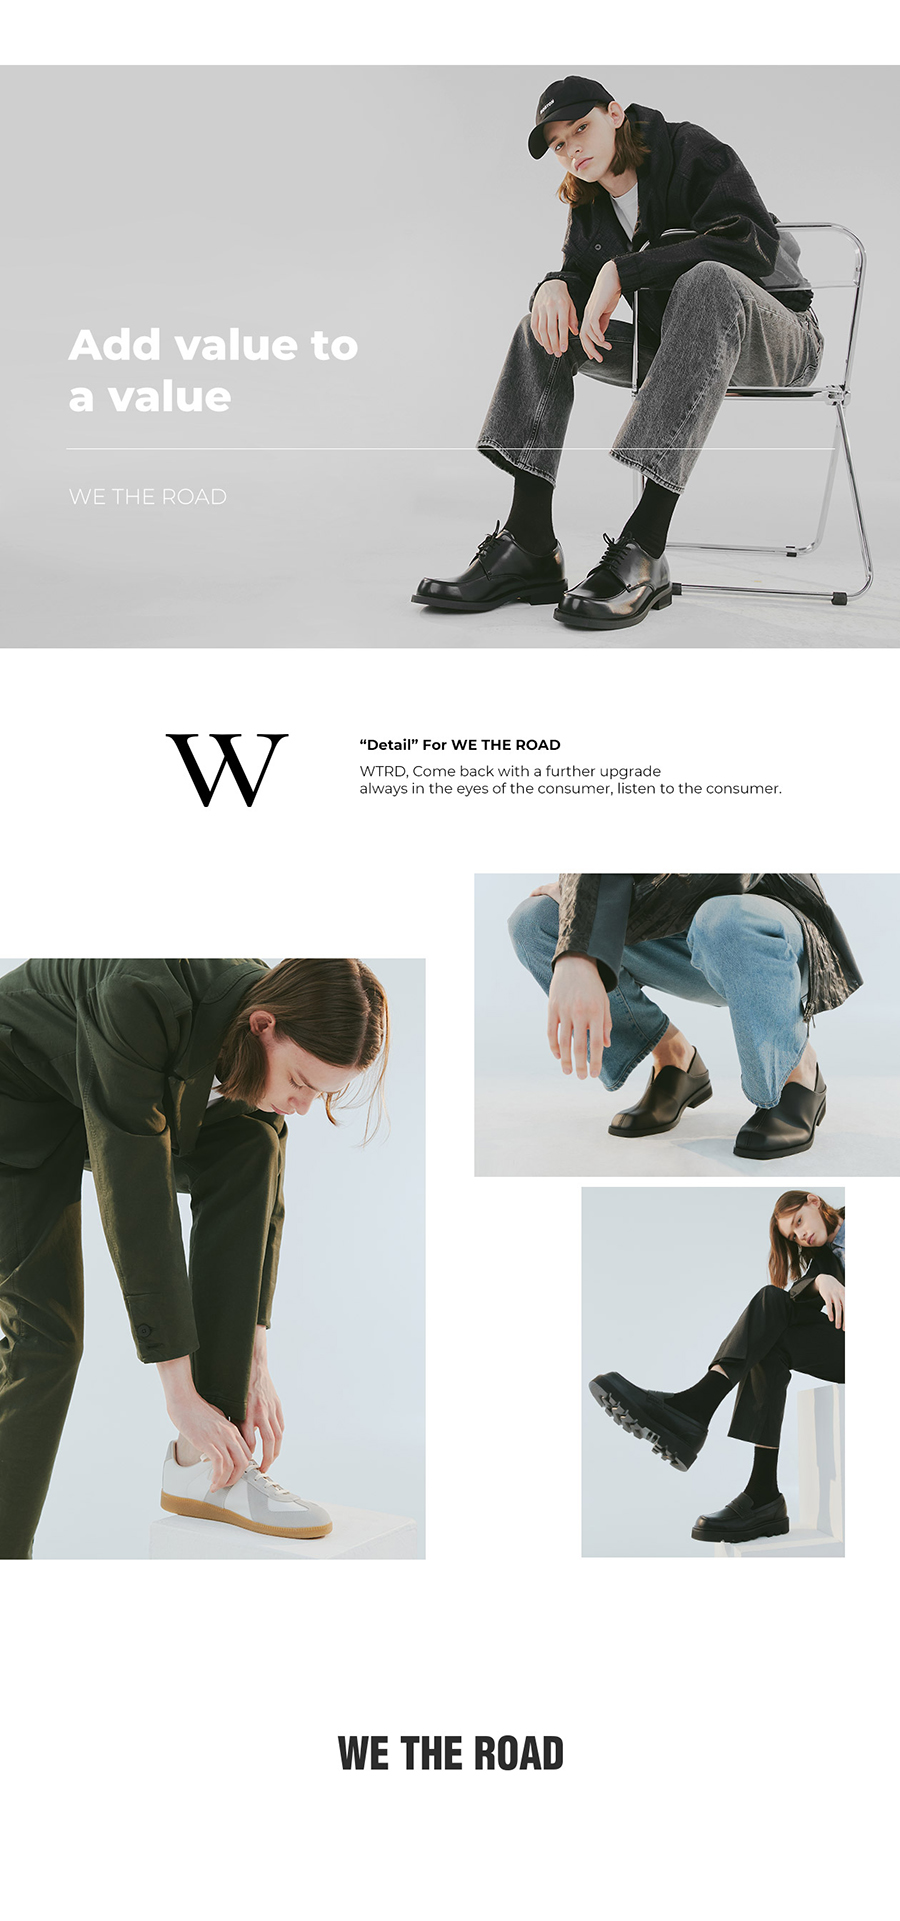 Add value to
a value
WE THE ROAD
W
“Detail” For WE THE ROAD
WTRD, Come back with a further upgrade
always in the eyes of the consumer, listen to the consumer.
WE THE ROAD